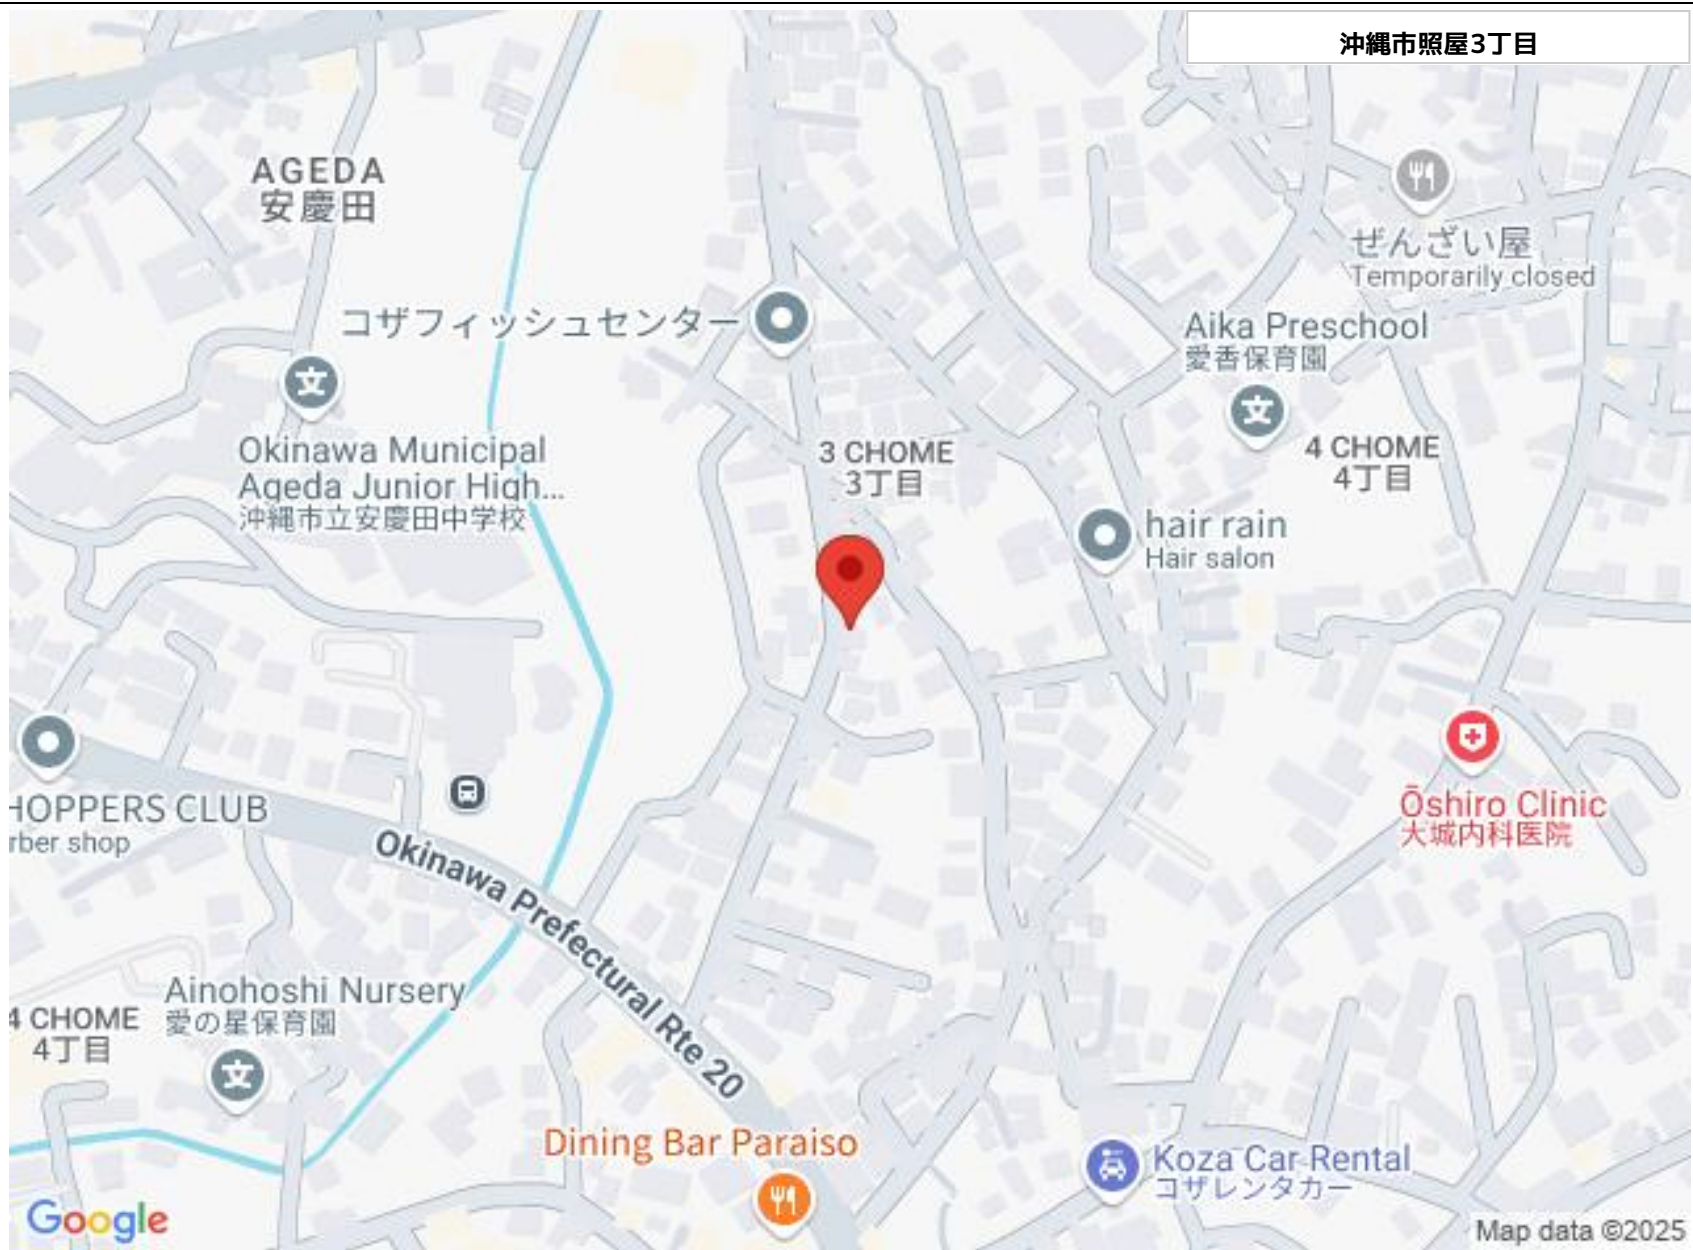 沖縄市照屋3丁目
AGEDA
安慶田
ぜんざい屋
Temporarily closed
コザフィッシュセンター
Aika Preschool
愛香保育園
Okinawa Municipal
Ageda Junior High...
沖縄市立安慶田中学校
3 CHOME
3丁目
4 CHOME
4丁目
hair rain
Hair salon
HOPPERS CLUB
rber shop
Ōshiro Clinic
大城内科医院
Okinawa Prefectural Rte 20
Ainohoshi Nursery
愛の星保育園
4 CHOME
4丁目
Dining Bar Paraiso
Koza Car Rental
コザレンタカー
Google
Map data ©2025